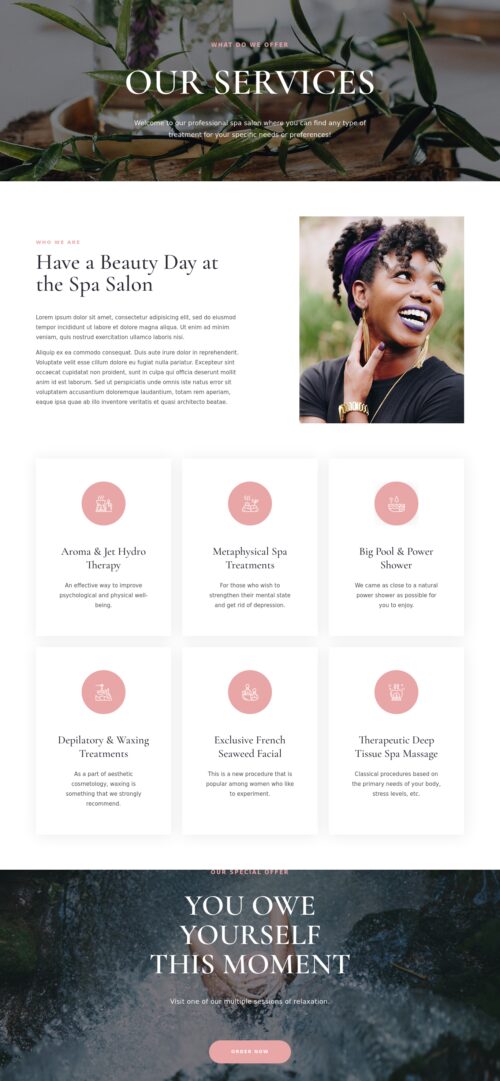 WHAT DO WE OFFER
OUR SERVICES
Welcome to our professional spa salon where you can find any type of
treatment for your specific needs or preferences!
WHO WE ARE
Have a Beauty Day at
the Spa Salon
Lorem ipsum dolor sit amet, consectetur adipisicing elit, sed do eiusmod
tempor incididunt ut labore et dolore magna aliqua. Ut enim ad minim
veniam, quis nostrud exercitation ullamco laboris nisi.
Aliquip ex ea commodo consequat. Duis aute irure dolor in reprehenderit.
Voluptate velit esse cillum dolore eu fugiat nulla pariatur. Excepteur sint
occaecat cupidatat non proident, sunt in culpa qui officia deserunt mollit
anim id est laborum. Sed ut perspiciatis unde omnis iste natus error sit
voluptatem accusantium doloremque laudantium, totam rem aperiam,
eaque ipsa quae ab illo inventore veritatis et quasi architecto beatae.
Aroma & Jet Hydro
Therapy
An effective way to improve
psychological and physical well-
being.
Metaphysical Spa
Treatments
For those who wish to
strengthen their mental state
and get rid of depression.
Big Pool & Power
Shower
We came as close to a natural
power shower as possible for
you to enjoy.
Depilatory & Waxing
Treatments
As a part of aesthetic
cosmetology, waxing is
something that we strongly
recommend.
Exclusive French
Seaweed Facial
This is a new procedure that is
popular among women who like
to experiment.
Therapeutic Deep
Tissue Spa Massage
Classical procedures based on
the primary needs of your body,
stress levels, etc.
OUR SPECIAL OFFER
YOU OWE
YOURSELF
THIS MOMENT
Visit one of our multiple sessions of relaxation.
ORDER NOW